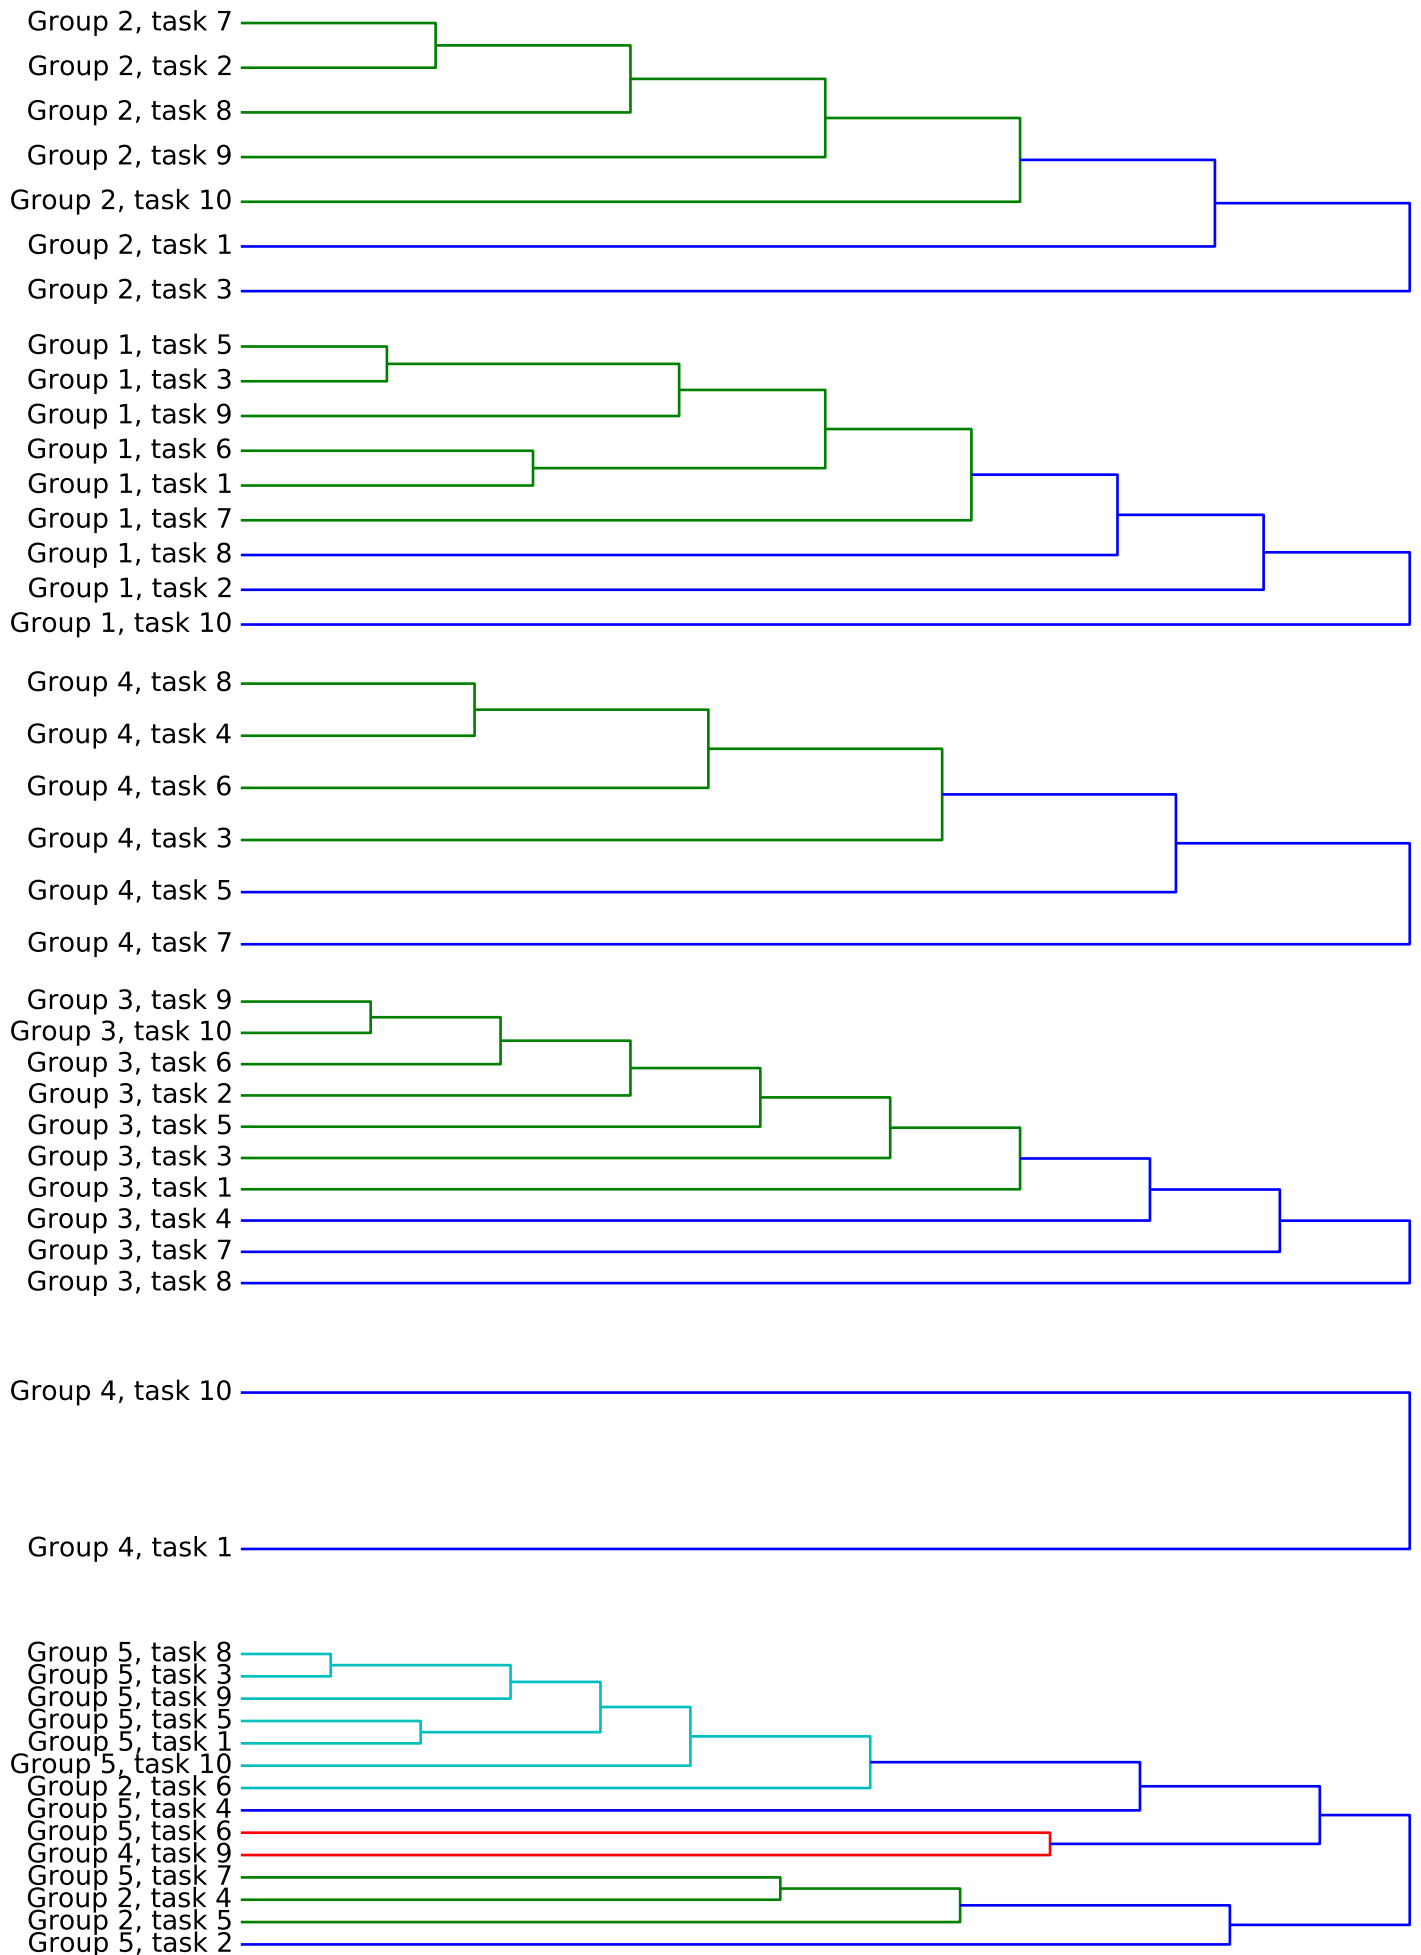 Group 2, task 7
Group 2, task 2
Group 2, task 8
Group 2, task 9
Group 2, task 10
Group 2, task 1
Group 2, task 3
Group 1, task 5
Group 1, task 3
Group 1, task 9
Group 1, task 6
Group 1, task 1
Group 1, task 7
Group 1, task 8
Group 1, task 2
Group 1, task 10
Group 4, task 8
Group 4, task 4
Group 4, task 6
Group 4, task 3
Group 4, task 5
Group 4, task 7
Group 3, task 9
Group 3, task 10
Group 3, task 6
Group 3, task 2
Group 3, task 5
Group 3, task 3
Group 3, task 1
Group 3, task 4
Group 3, task 7
Group 3, task 8
Group 4, task 10
Group 4, task 1
Group 5, task 8
Group 5, task 3
Group 5, task 9
Group 5, task 5
Group 5, task 1
Group 5, task 10
Group 2, task 6
Group 5, task 4
Group 5, task 6
Group 4, task 9
Group 5, task 7
Group 2, task 4
Group 2, task 5
Group 5, task 2